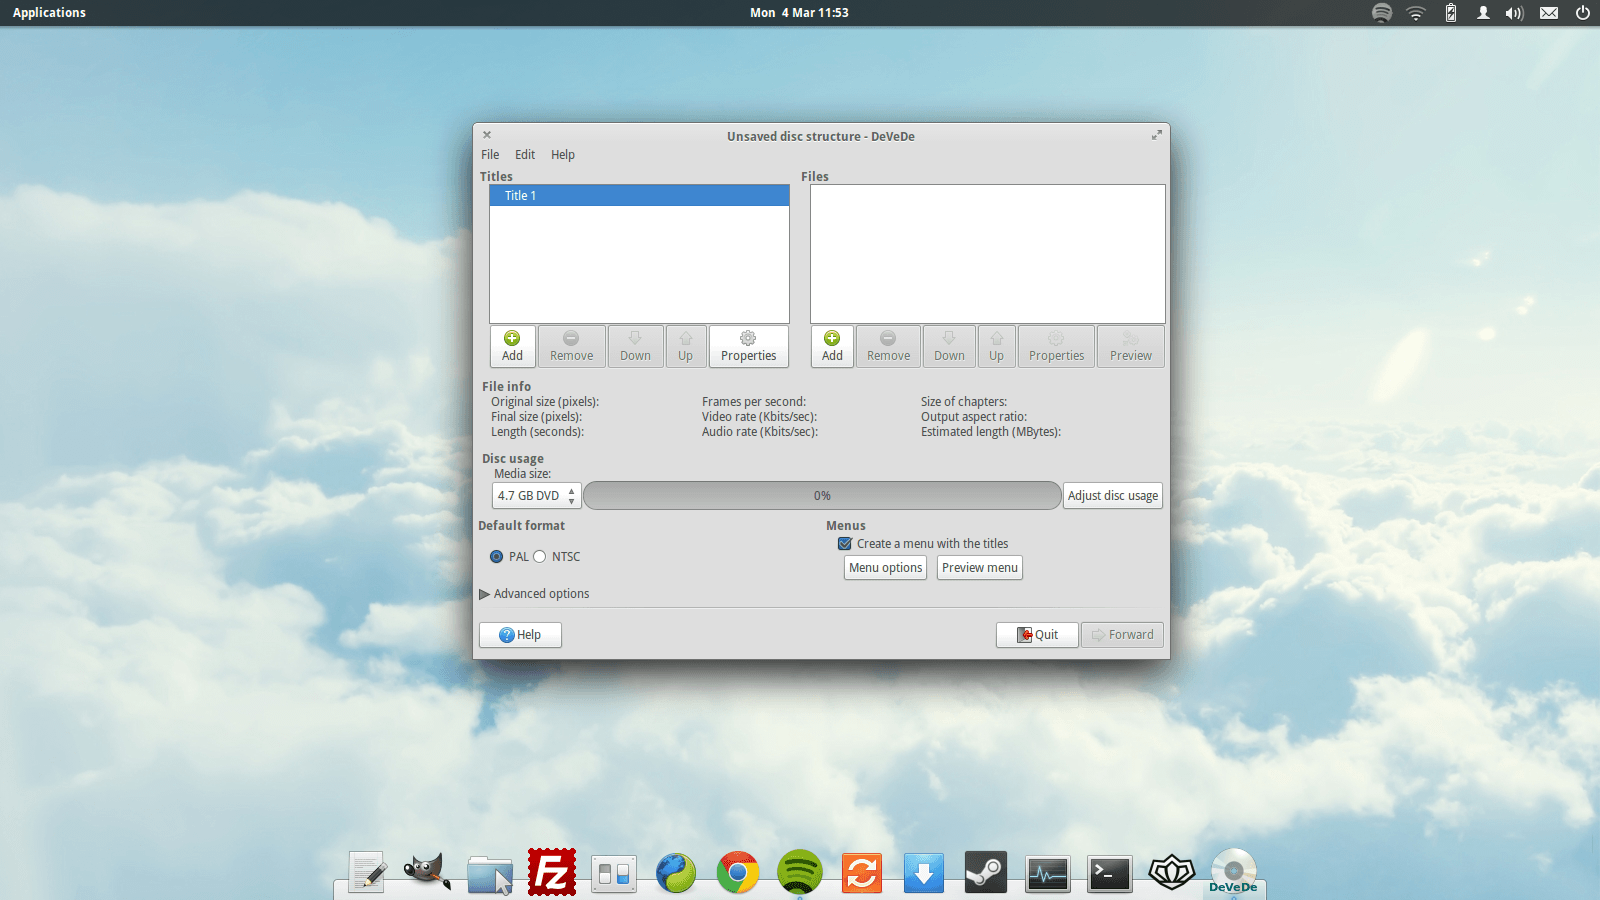 Applications
Mon 4 Mar 11:53
Unsaved disc structure - DeVeDe
File Edit Help
Titles
Files
Title 1
Add Remove Down Up Properties
Add Remove Down Up Properties Preview
File info
Original size (pixels): Frames per second: Size of chapters:
Final size (pixels): Video rate (Kbits/sec): Output aspect ratio:
Length (seconds): Audio rate (Kbits/sec): Estimated length (MBytes):
Disc usage
Media size:
4.7 GB DVD 0% Adjust disc usage
Default format Menus
Create a menu with the titles
PAL NTSC
Menu options Preview menu
Advanced options
? Help Quit Forward
Fz
>_
DeVeDe